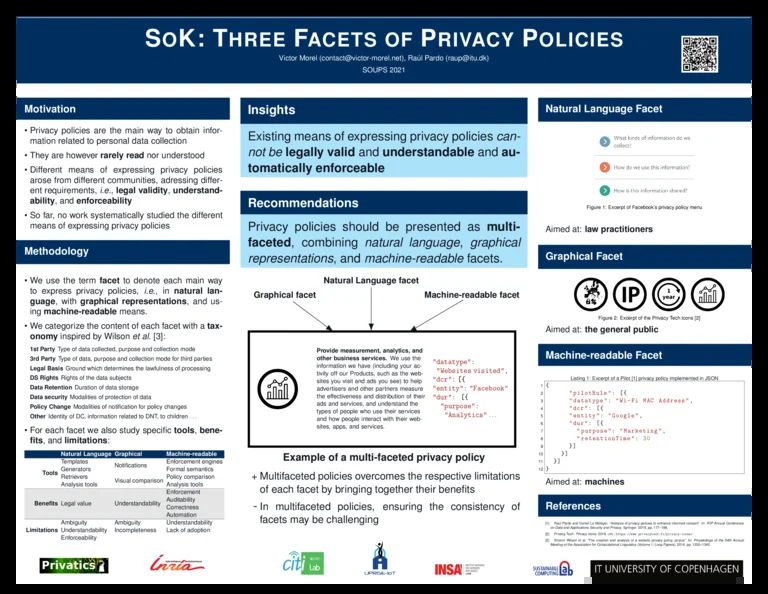 SOK: THREE FACETS OF PRIVACY POLICIES
Victor Morel (contact@victor-morel.net), Raúl Pardo (raup@itu.dk)
SOUPS 2021
Motivation
• Privacy policies are the main way to obtain infor-
mation related to personal data collection
• They are however rarely read nor understood
• Different means of expressing privacy policies
arose from different communities, adressing differ-
ent requirements, i.e., legal validity, understand-
ability, and enforceability
• So far, no work systematically studied the different
means of expressing privacy policies
Methodology
• We use the term facet to denote each main way
to express privacy policies, i.e., in natural lan-
guage, with graphical representations, and us-
ing machine-readable means.
• We categorize the content of each facet with a tax-
onomy inspired by Wilson et al. [3]:
1st Party Type of data collected, purpose and collection mode
3rd Party Type of data, purpose and collection mode for third parties
Legal Basis Ground which determines the lawfulness of processing
DS Rights Rights of the data subjects
Data Retention Duration of data storage
Data security Modalities of protection of data
Policy Change Modalities of notification for policy changes
Other Identity of DC, information related to DNT, to children ...
• For each facet we also study specific tools, bene-
fits, and limitations:
Natural Language Graphical Machine-readable
Tools
Templates
Generators
Retrievers
Analysis tools
Notifications
Visual comparison
Enforcement engines
Formal semantics
Policy comparison
Analysis tools
Benefits Legal value Understandability
Enforcement
Auditability
Correctness
Automation
Limitations
Ambiguity
Understandability
Enforceability
Ambiguity
Incompleteness
Understandability
Lack of adoption
Insights
Existing means of expressing privacy policies can-
not be legally valid and understandable and au-
tomatically enforceable
Recommendations
Privacy policies should be presented as multi-
faceted, combining natural language, graphical
representations, and machine-readable facets.
Natural Language facet
Graphical facet
Machine-readable facet
Provide measurement, analytics, and
other business services. We use the
information we have (including your ac-
tivity off our Products, such as the web-
sites you visit and ads you see) to help
advertisers and other partners measure
the effectiveness and distribution of their
ads and services, and understand the
types of people who use their services
and how people interact with their web-
sites, apps, and services.
"datatype":
"Websites visited",
"dcr": [{
"entity": "Facebook"
"dur": [{
"purpose":
"Analytics" ...
Example of a multi-faceted privacy policy
+ Multifaceted policies overcomes the respective limitations
of each facet by bringing together their benefits
- In multifaceted policies, ensuring the consistency of
facets may be challenging
Natural Language Facet
What kinds of information do we
collect?
How do we use this information?
How is this information shared?
Figure 1: Excerpt of Facebook's privacy policy menu.
Aimed at: law practitioners
Graphical Facet
IP
1
year
Figure 2: Excerpt of the Privacy Tech icons [2]
Aimed at: the general public
Machine-readable Facet
Listing 1: Excerpt of a Pilot [1] privacy policy implemented in JSON
1 {
2 "pilotRule": [{
3 "datatype": "Wi-Fi MAC Address",
4 "dcr": [{
5 "entity": "Google",
6 "dur": [{
7 "purpose": "Marketing",
8 "retentionTime": 30
9 }]
10 }]
11 }]
12 }
Aimed at: machines
References
[1] Raúl Pardo and Daniel Le Métayer. "Analysis of privacy policies to enhance informed consent". In: IFIP Annual Conference
on Data and Applications Security and Privacy. Springer. 2019, pp. 177–198.
[2] Privacy Tech. Privacy Icons. 2018.
[3] Shomir Wilson et al. "The creation and analysis of a website privacy policy corpus". In: Proceedings of the 54th Annual
Meeting of the Association for Computational Linguistics (Volume 1: Long Papers). 2016, pp. 1330–1340.
Privatics
Inria
citi lab
UPRISE-IoT
INSA
SUSTAINABLE
COMPUTING Lab
IT UNIVERSITY OF COPENHAGEN